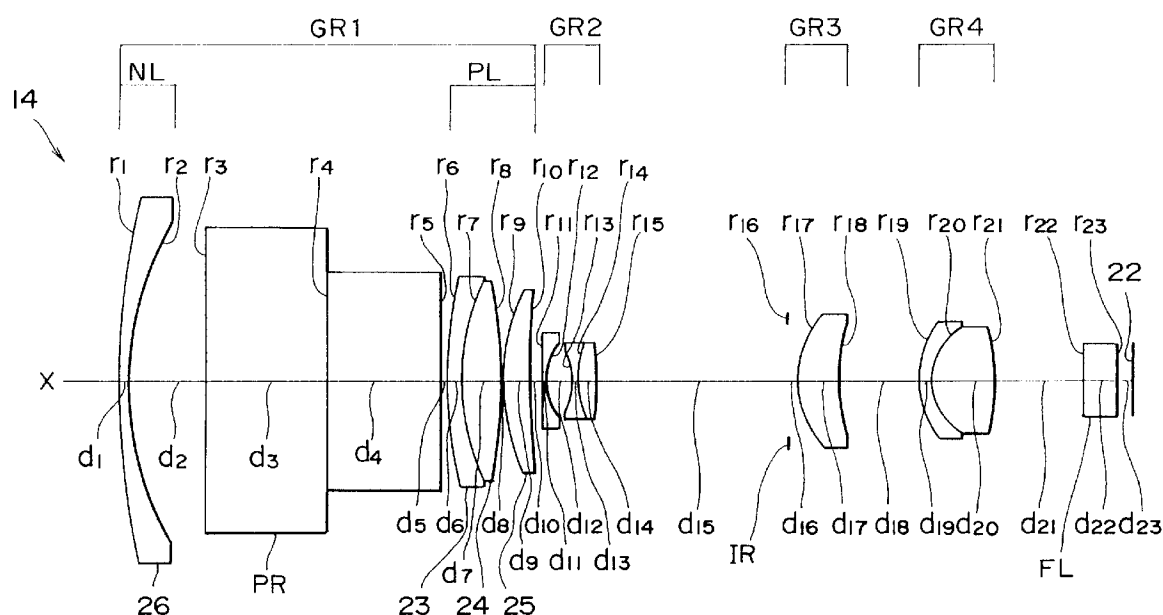 GR1 GR2 GR3 GR4
NL PL
14
r1 r2 r3 r4 r6 r8 r10 r12 r14
r5 r7 r9 r11 r13 r15 r16 r17 r18 r19 r20 r21 r22 r23
22
X
d1 d2 d3 d4
d5 d6 d8 d10 d12 d14 d15 d16 d17 d18 d19 d20 d21 d22 d23
d7 d9 d11 d13
IR FL
26 PR 23 24 25